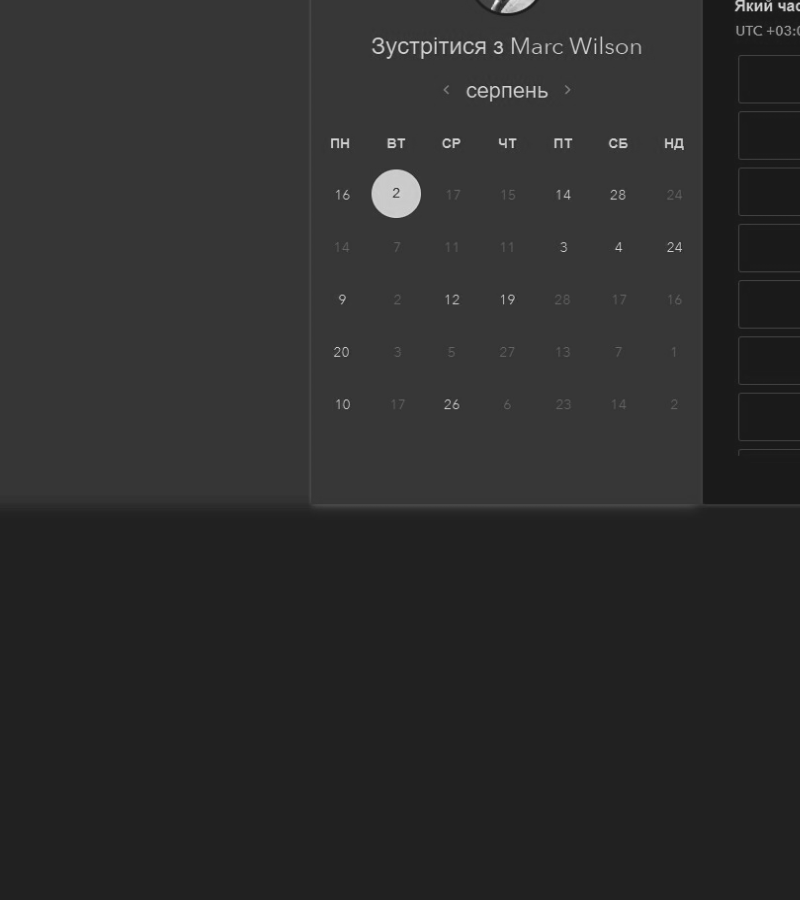 Зустрітися з Marc Wilson
серпень
ПН ВТ СР ЧТ ПТ СБ НД
16 2 17 15 14 28 24
14 7 11 11 3 4 24
9 2 12 19 28 17 16
20 3 5 27 13 7 1
10 17 26 6 23 14 2
Який час
UTC +03:0